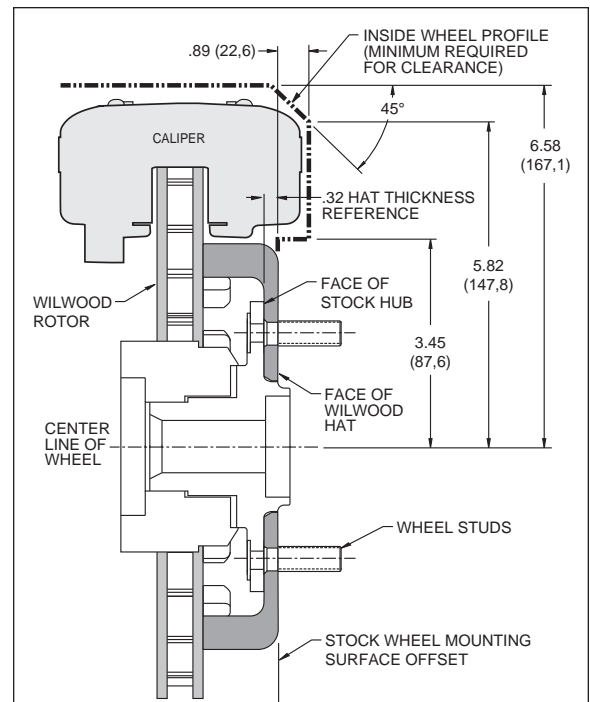 .89 (22,6)
INSIDE WHEEL PROFILE
(MINIMUM REQUIRED
FOR CLEARANCE)
45°
CALIPER
6.58
(167,1)
.32 HAT THICKNESS
REFERENCE
5.82
(147,8)
FACE OF
STOCK HUB
WILWOOD
ROTOR
3.45
(87,6)
FACE OF
WILWOOD
HAT
CENTER
LINE OF
WHEEL
WHEEL STUDS
STOCK WHEEL MOUNTING
SURFACE OFFSET